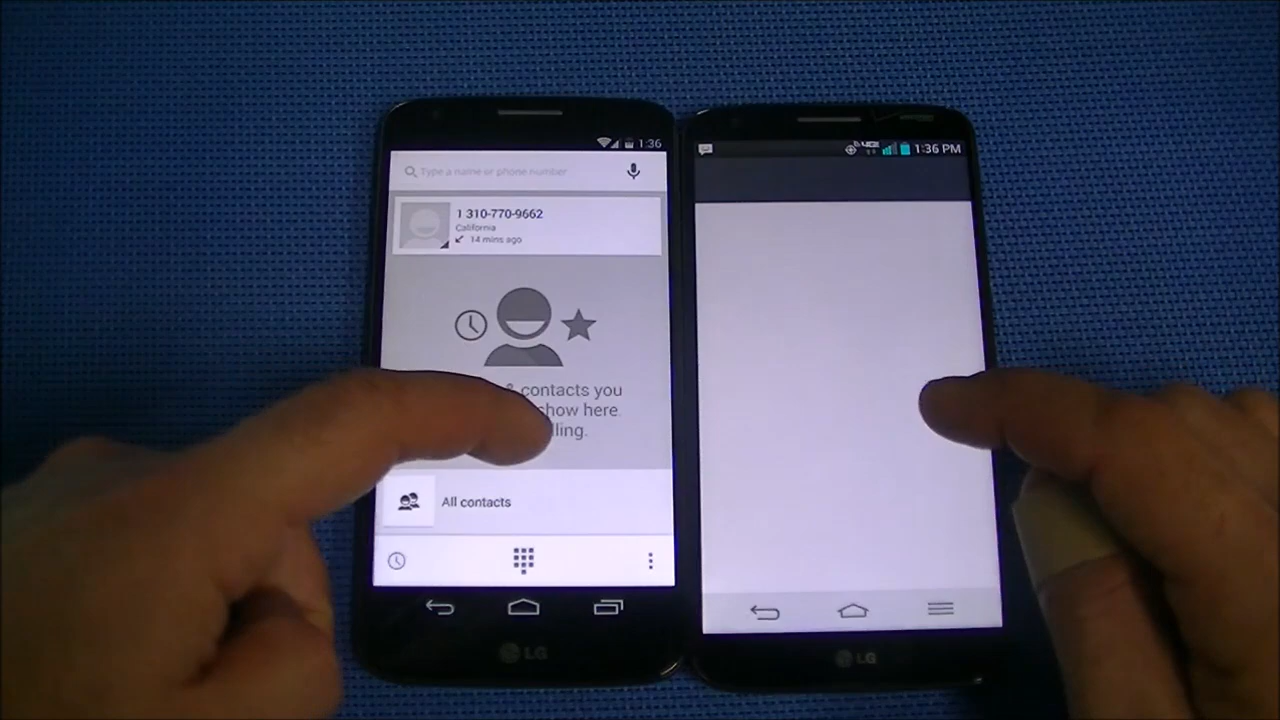 1:36
Type a name or phone number
1 310-770-9662
California
14 mins ago
& contacts you
show here.
lling.
All contacts
LG
4G
1:36 PM
LG